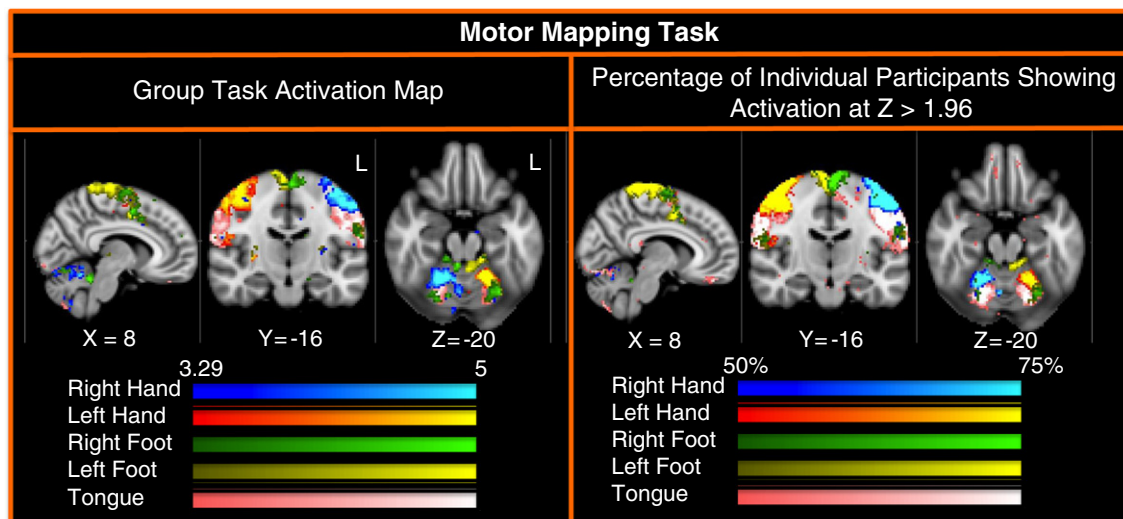 Motor Mapping Task
Group Task Activation Map
Percentage of Individual Participants Showing
Activation at Z > 1.96
L
L
X = 8
Y=-16
Z=-20
3.29
5
Right Hand
Left Hand
Right Foot
Left Foot
Tongue
X = 8
Y=-16
Z=-20
50%
75%
Right Hand
Left Hand
Right Foot
Left Foot
Tongue